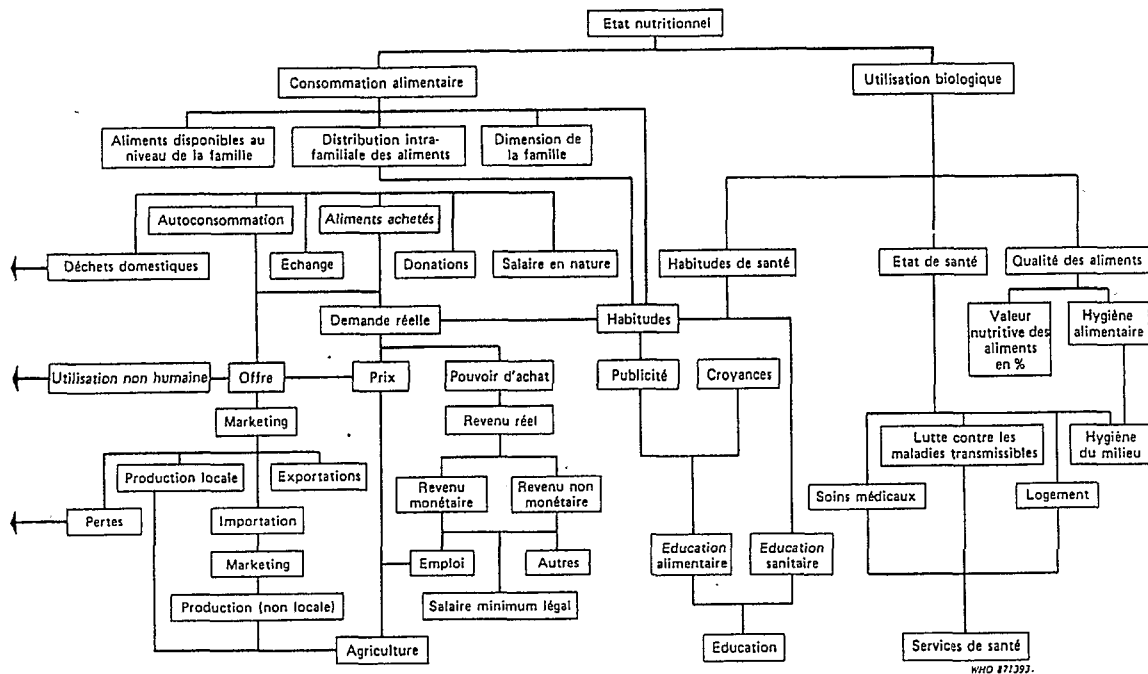 Etat nutritionnel
Consommation alimentaire
Utilisation biologique
Aliments disponibles au
niveau de la famille
Distribution intra-
familiale des aliments
Dimension de
la famille
Autoconsommation
Aliments achetés
Déchets domestiques
Echange
Donations
Salaire en nature
Habitudes de santé
Etat de santé
Qualité des aliments
Demande réelle
Habitudes
Valeur
nutritive des
aliments
en %
Hygiène
alimentaire
Utilisation non humaine
Offre
Prix
Pouvoir d'achat
Publicité
Croyances
Marketing
Revenu réel
Lutte contre les
maladies transmissibles
Hygiène
du milieu
Production locale
Exportations
Revenu
monétaire
Revenu non
monétaire
Soins médicaux
Logement
Pertes
Importation
Marketing
Emploi
Autres
Education
alimentaire
Education
sanitaire
Production (non locale)
Salaire minimum légal
Agriculture
Education
Services de santé
WHO 871393.